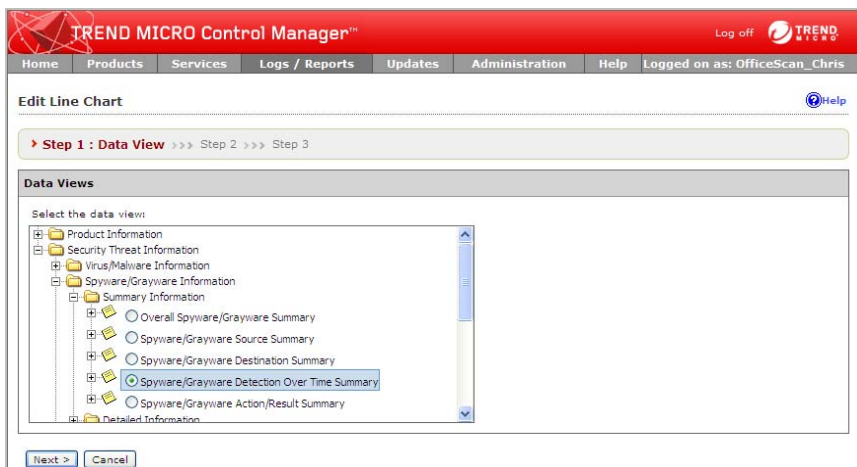 TREND MICRO Control Manager™
Log off
TREND MICRO
Home Products Services Logs / Reports Updates Administration Help Logged on as: OfficeScan_Chris
Edit Line Chart
Help
Step 1 : Data View >>> Step 2 >>> Step 3
Data Views
Select the data view:
Product Information
Security Threat Information
Virus/Malware Information
Spyware/Grayware Information
Summary Information
Overall Spyware/Grayware Summary
Spyware/Grayware Source Summary
Spyware/Grayware Destination Summary
Spyware/Grayware Detection Over Time Summary
Spyware/Grayware Action/Result Summary
Detailed Information
Next > Cancel